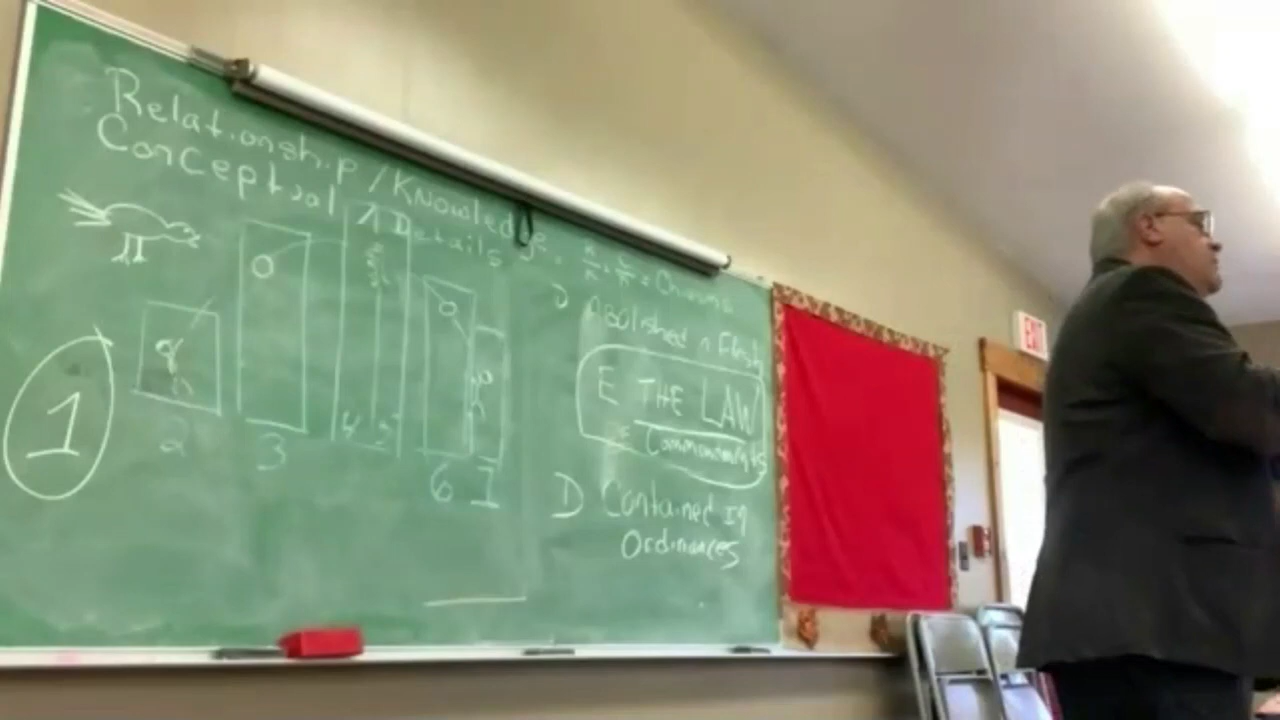 Relationship / Knowledge
Conceptual / Details
D Abolished in Flesh
E THE LAW
= Commandments
D Contained In
Ordinances
1
2
3
4
6 7
EXIT